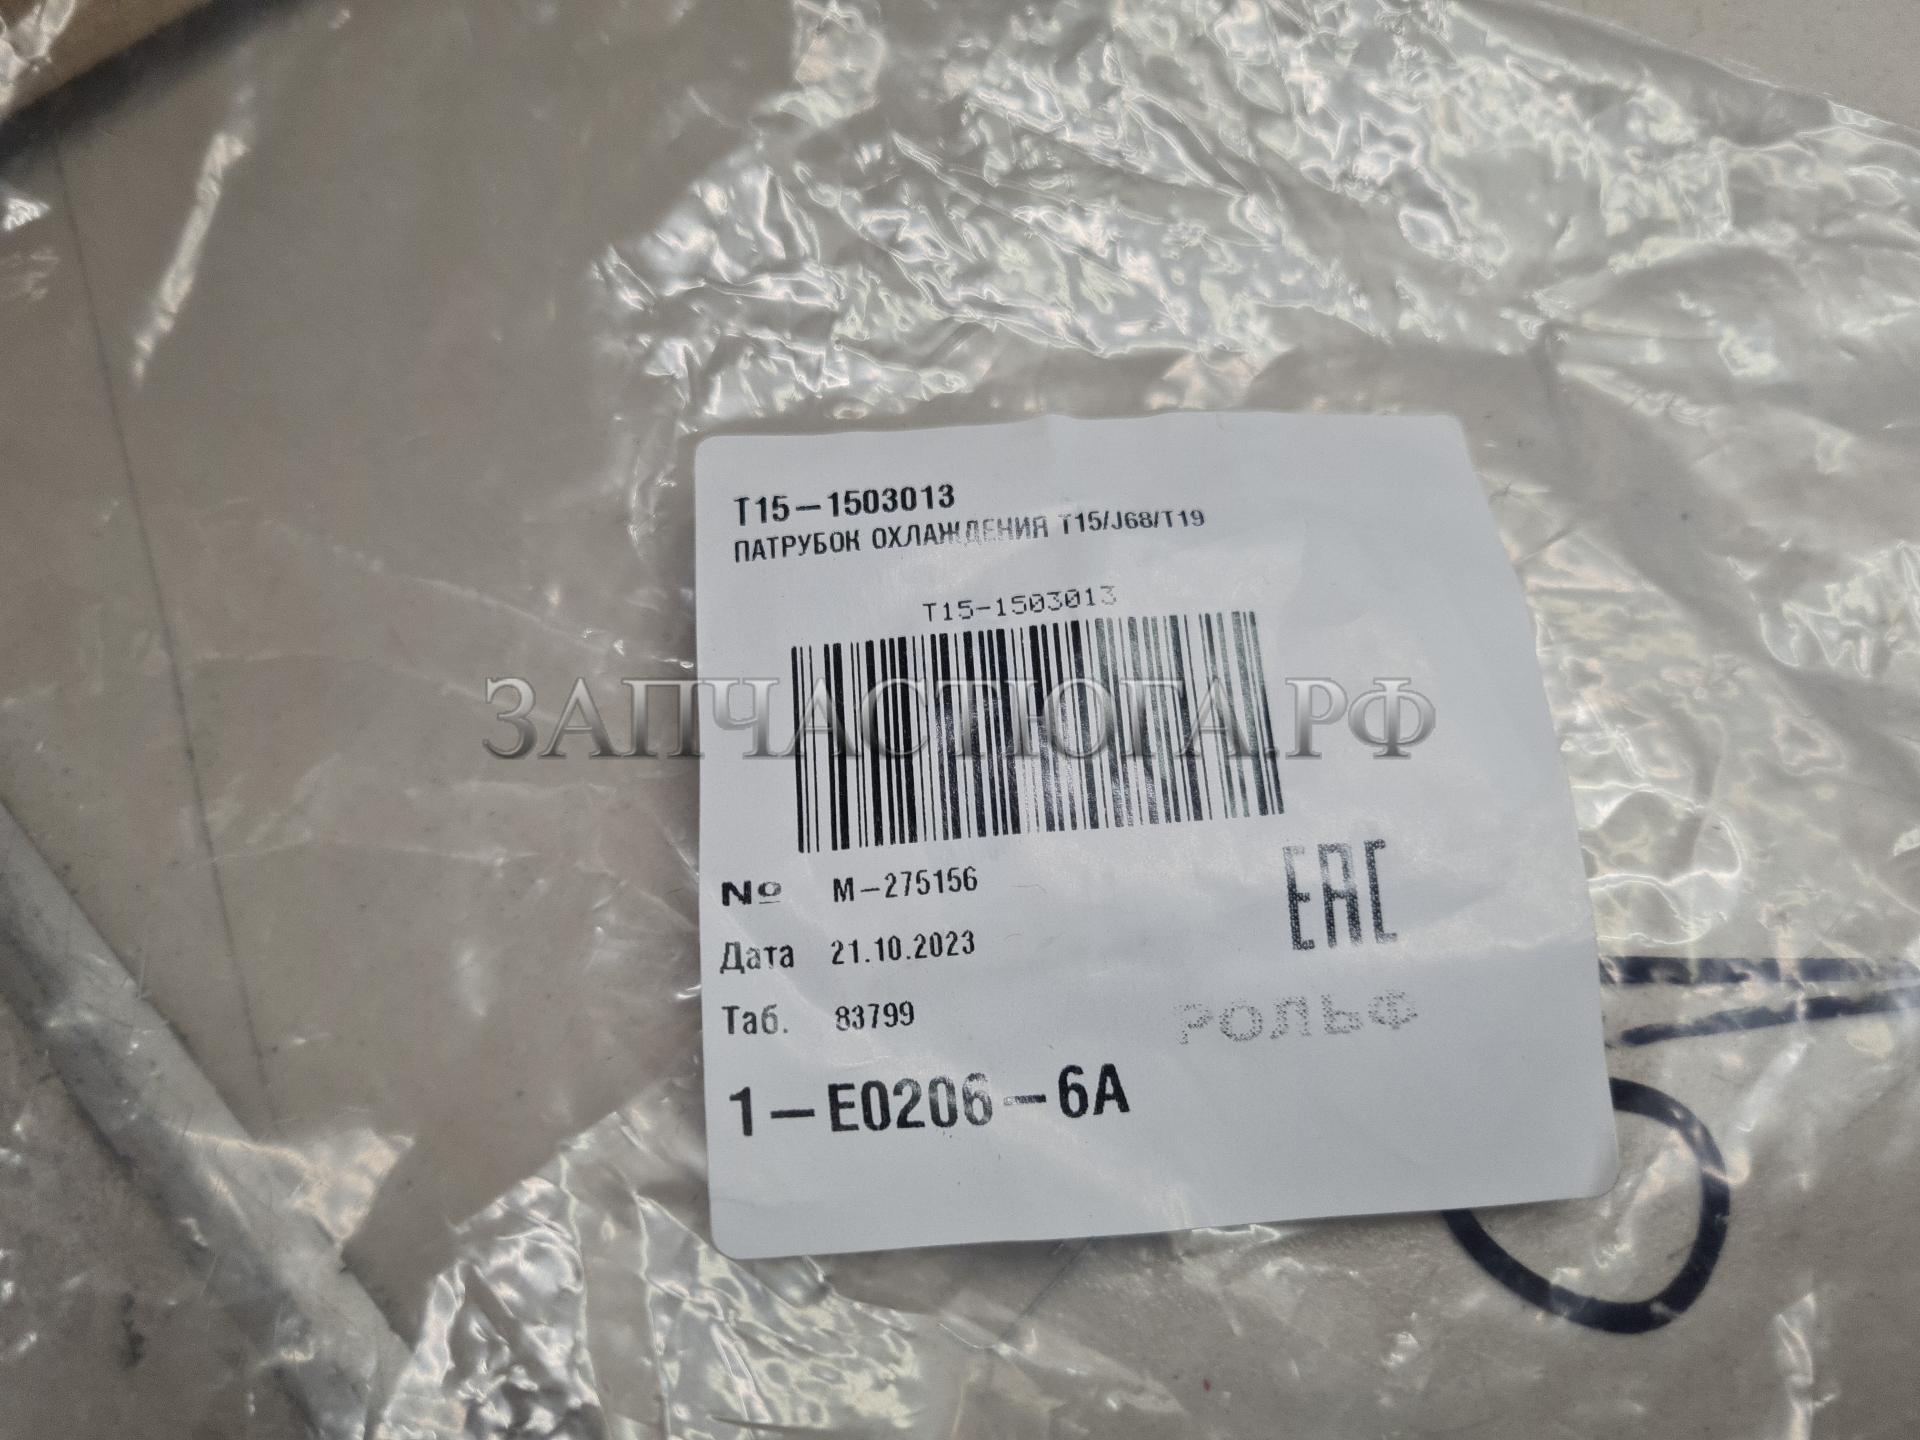 T15-1503013
ПАТРУБОК ОХЛАЖДЕНИЯ T15/J68/T19
T15-1503013
ЗАПЧАСТЮГА.РФ
№ М-275156
Дата 21.10.2023
Таб. 83799
EAC
РОЛЬФ
1-E0206-6A